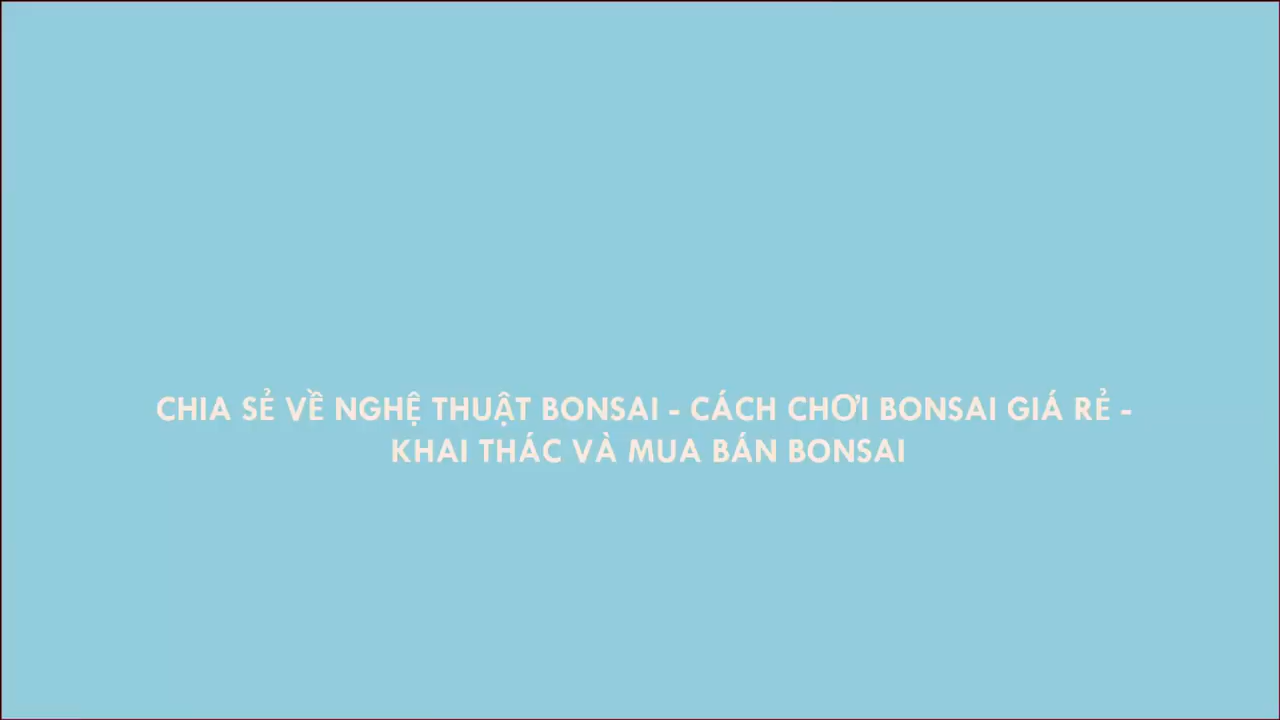 CHIA SẺ VỀ NGHỆ THUẬT BONSAI - CÁCH CHƠI BONSAI GIÁ RẺ -
KHAI THÁC VÀ MUA BÁN BONSAI